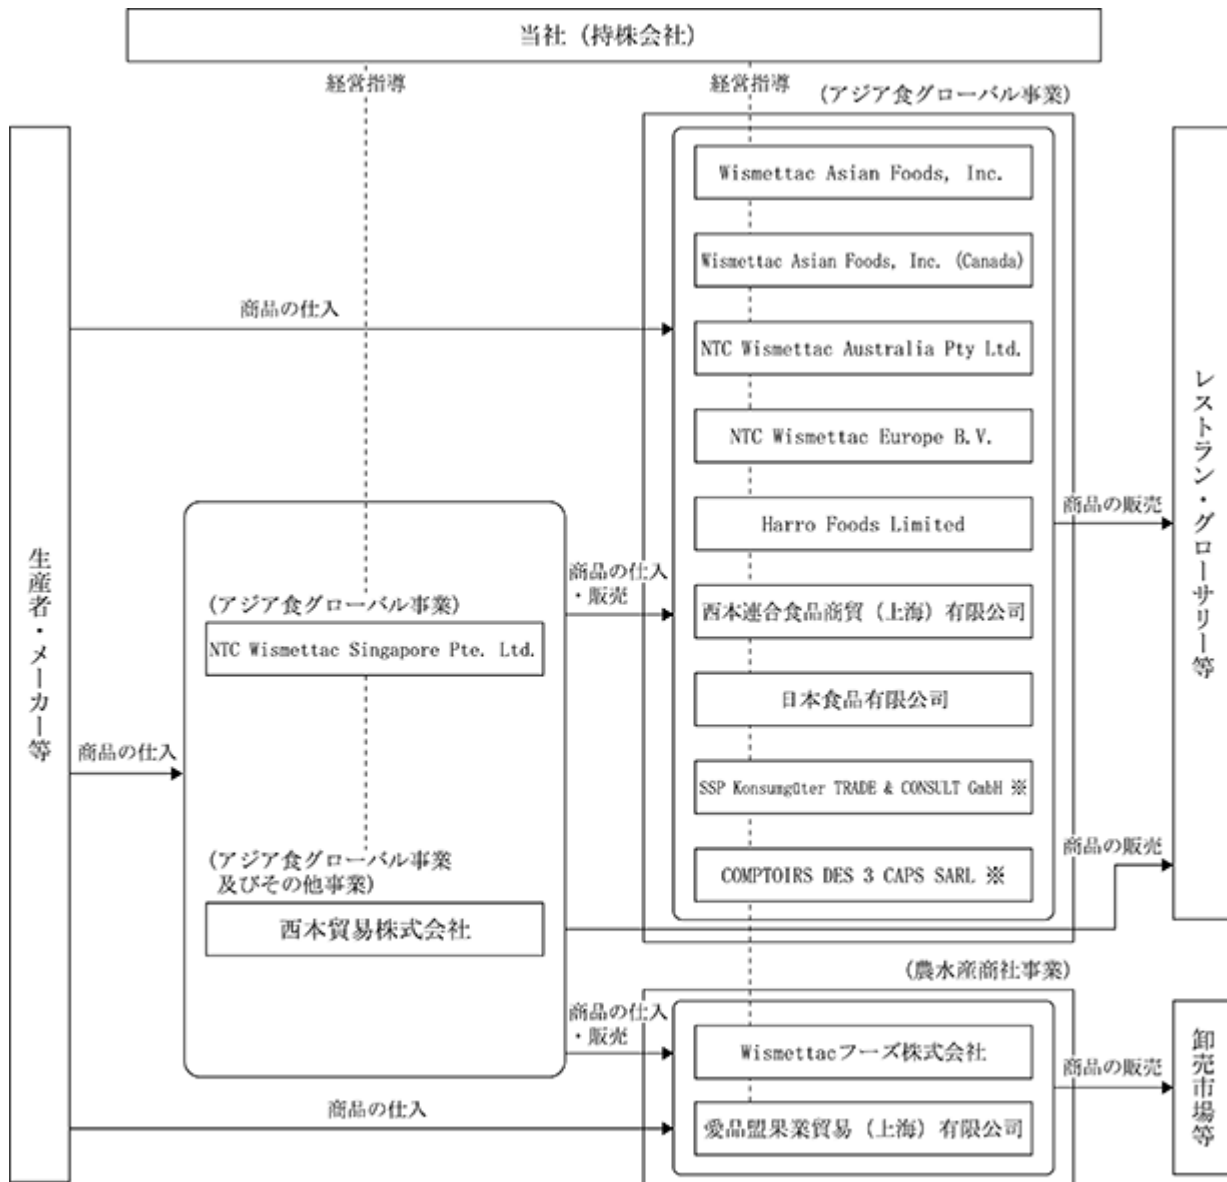 当社（持株会社）
経営指導
経営指導
(アジア食グローバル事業)
Wismettac Asian Foods, Inc.
Wismettac Asian Foods, Inc. (Canada)
商品の仕入
NTC Wismettac Australia Pty Ltd.
NTC Wismettac Europe B.V.
Harro Foods Limited
商品の販売
レストラン・グローサリー等
生産者・メーカー等
商品の仕入
・販売
西本連合食品商貿（上海）有限公司
(アジア食グローバル事業)
NTC Wismettac Singapore Pte. Ltd.
日本食品有限公司
商品の仕入
SSP Konsumgüter TRADE & CONSULT GmbH ※
商品の販売
COMPTOIRS DES 3 CAPS SARL ※
(アジア食グローバル事業
及びその他事業)
西本貿易株式会社
(農水産商社事業)
商品の仕入
・販売
Wismettacフーズ株式会社
商品の販売
卸売市場等
商品の仕入
愛品盟果業貿易（上海）有限公司